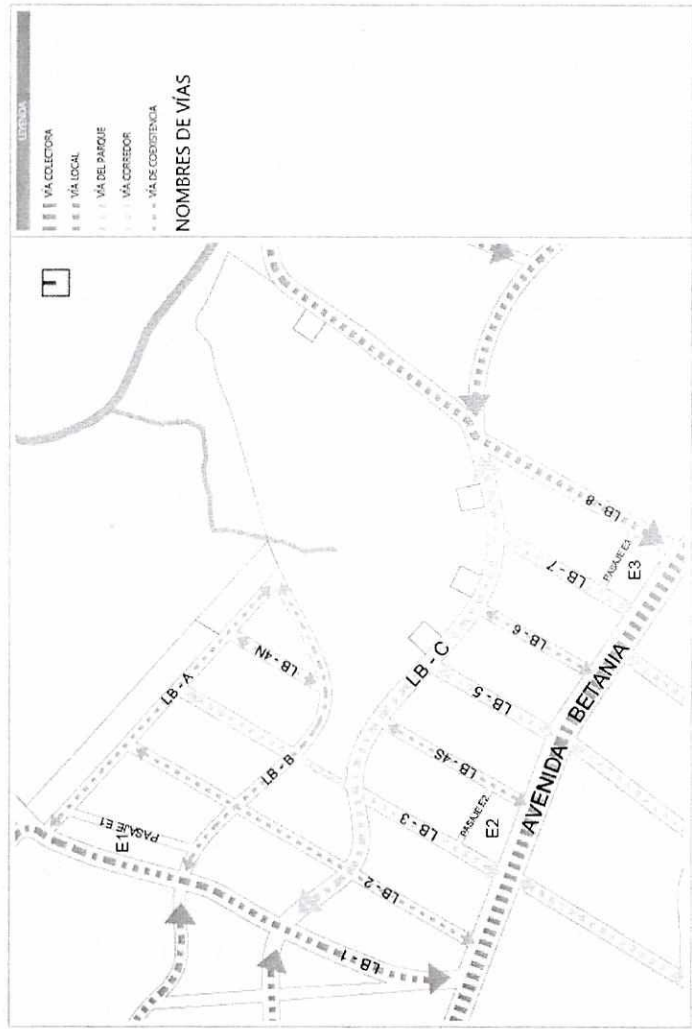 LEYENDA
VÍA COLECTORA
VÍA LOCAL
VÍA DEL PARQUE
VÍA CORREDOR
VÍA DE COEXISTENCIA
NOMBRES DE VÍAS
LB - A
LB - 4N
LB - B
PASAJE E1
E1
LB - C
LB - 1
LB - 2
LB - 3
PASAJE E2
E2
LB - 4S
LB - 5
LB - 6
LB - 7
PASAJE E3
E3
LB - 8
AVENIDA BETANIA